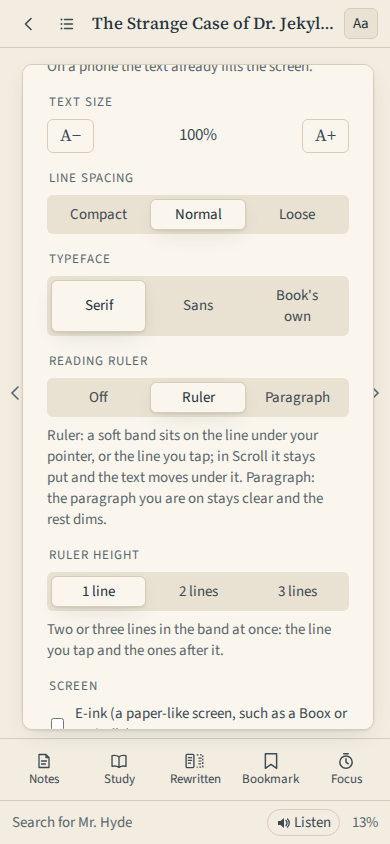 The Strange Case of Dr. Jekyl... Aa
On a phone the text already fills the screen.
TEXT SIZE
A− 100% A+
LINE SPACING
Compact Normal Loose
TYPEFACE
Serif Sans Book's own
READING RULER
Off Ruler Paragraph
Ruler: a soft band sits on the line under your
pointer, or the line you tap; in Scroll it stays
put and the text moves under it. Paragraph:
the paragraph you are on stays clear and the
rest dims.
RULER HEIGHT
1 line 2 lines 3 lines
Two or three lines in the band at once: the line
you tap and the ones after it.
SCREEN
E-ink (a paper-like screen, such as a Boox or
Notes Study Rewritten Bookmark Focus
Search for Mr. Hyde Listen 13%